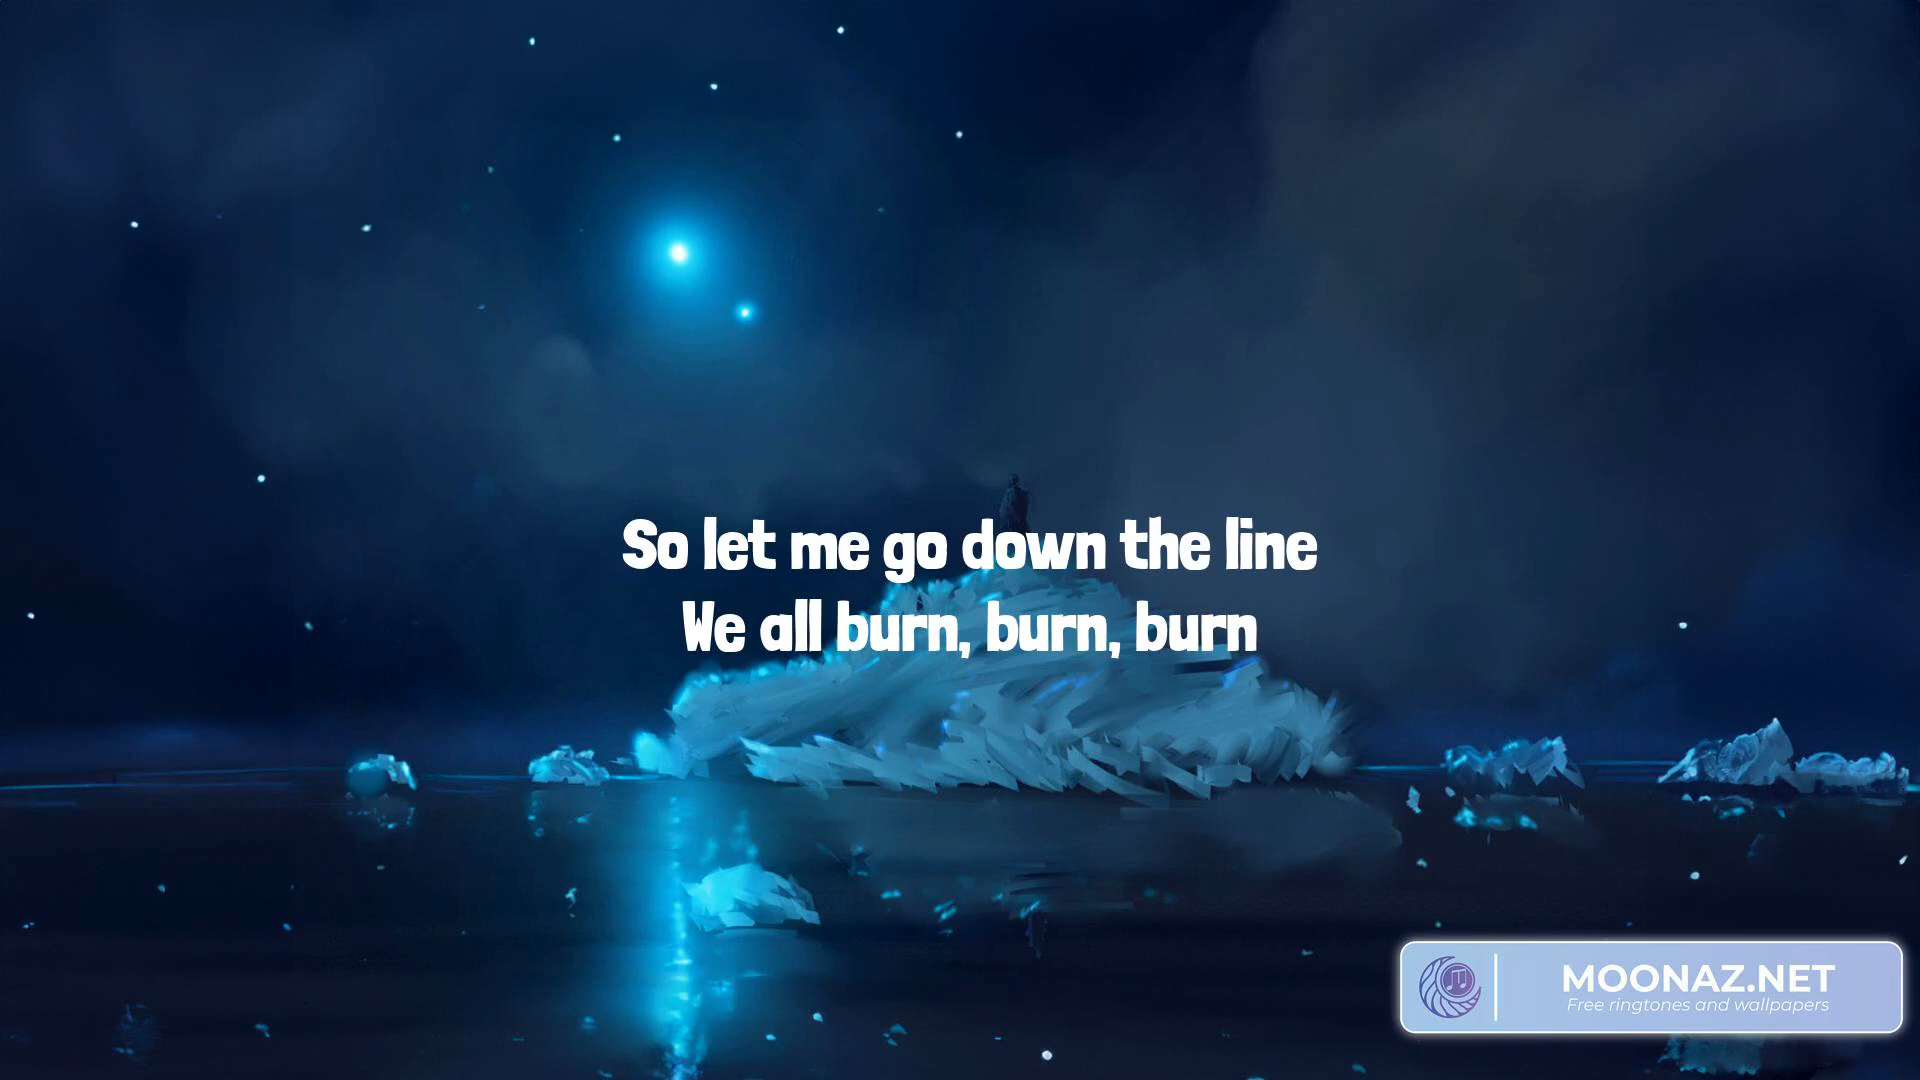 So let me go down the line
We all burn, burn, burn
MOONAZ.NET
Free ringtones and wallpapers